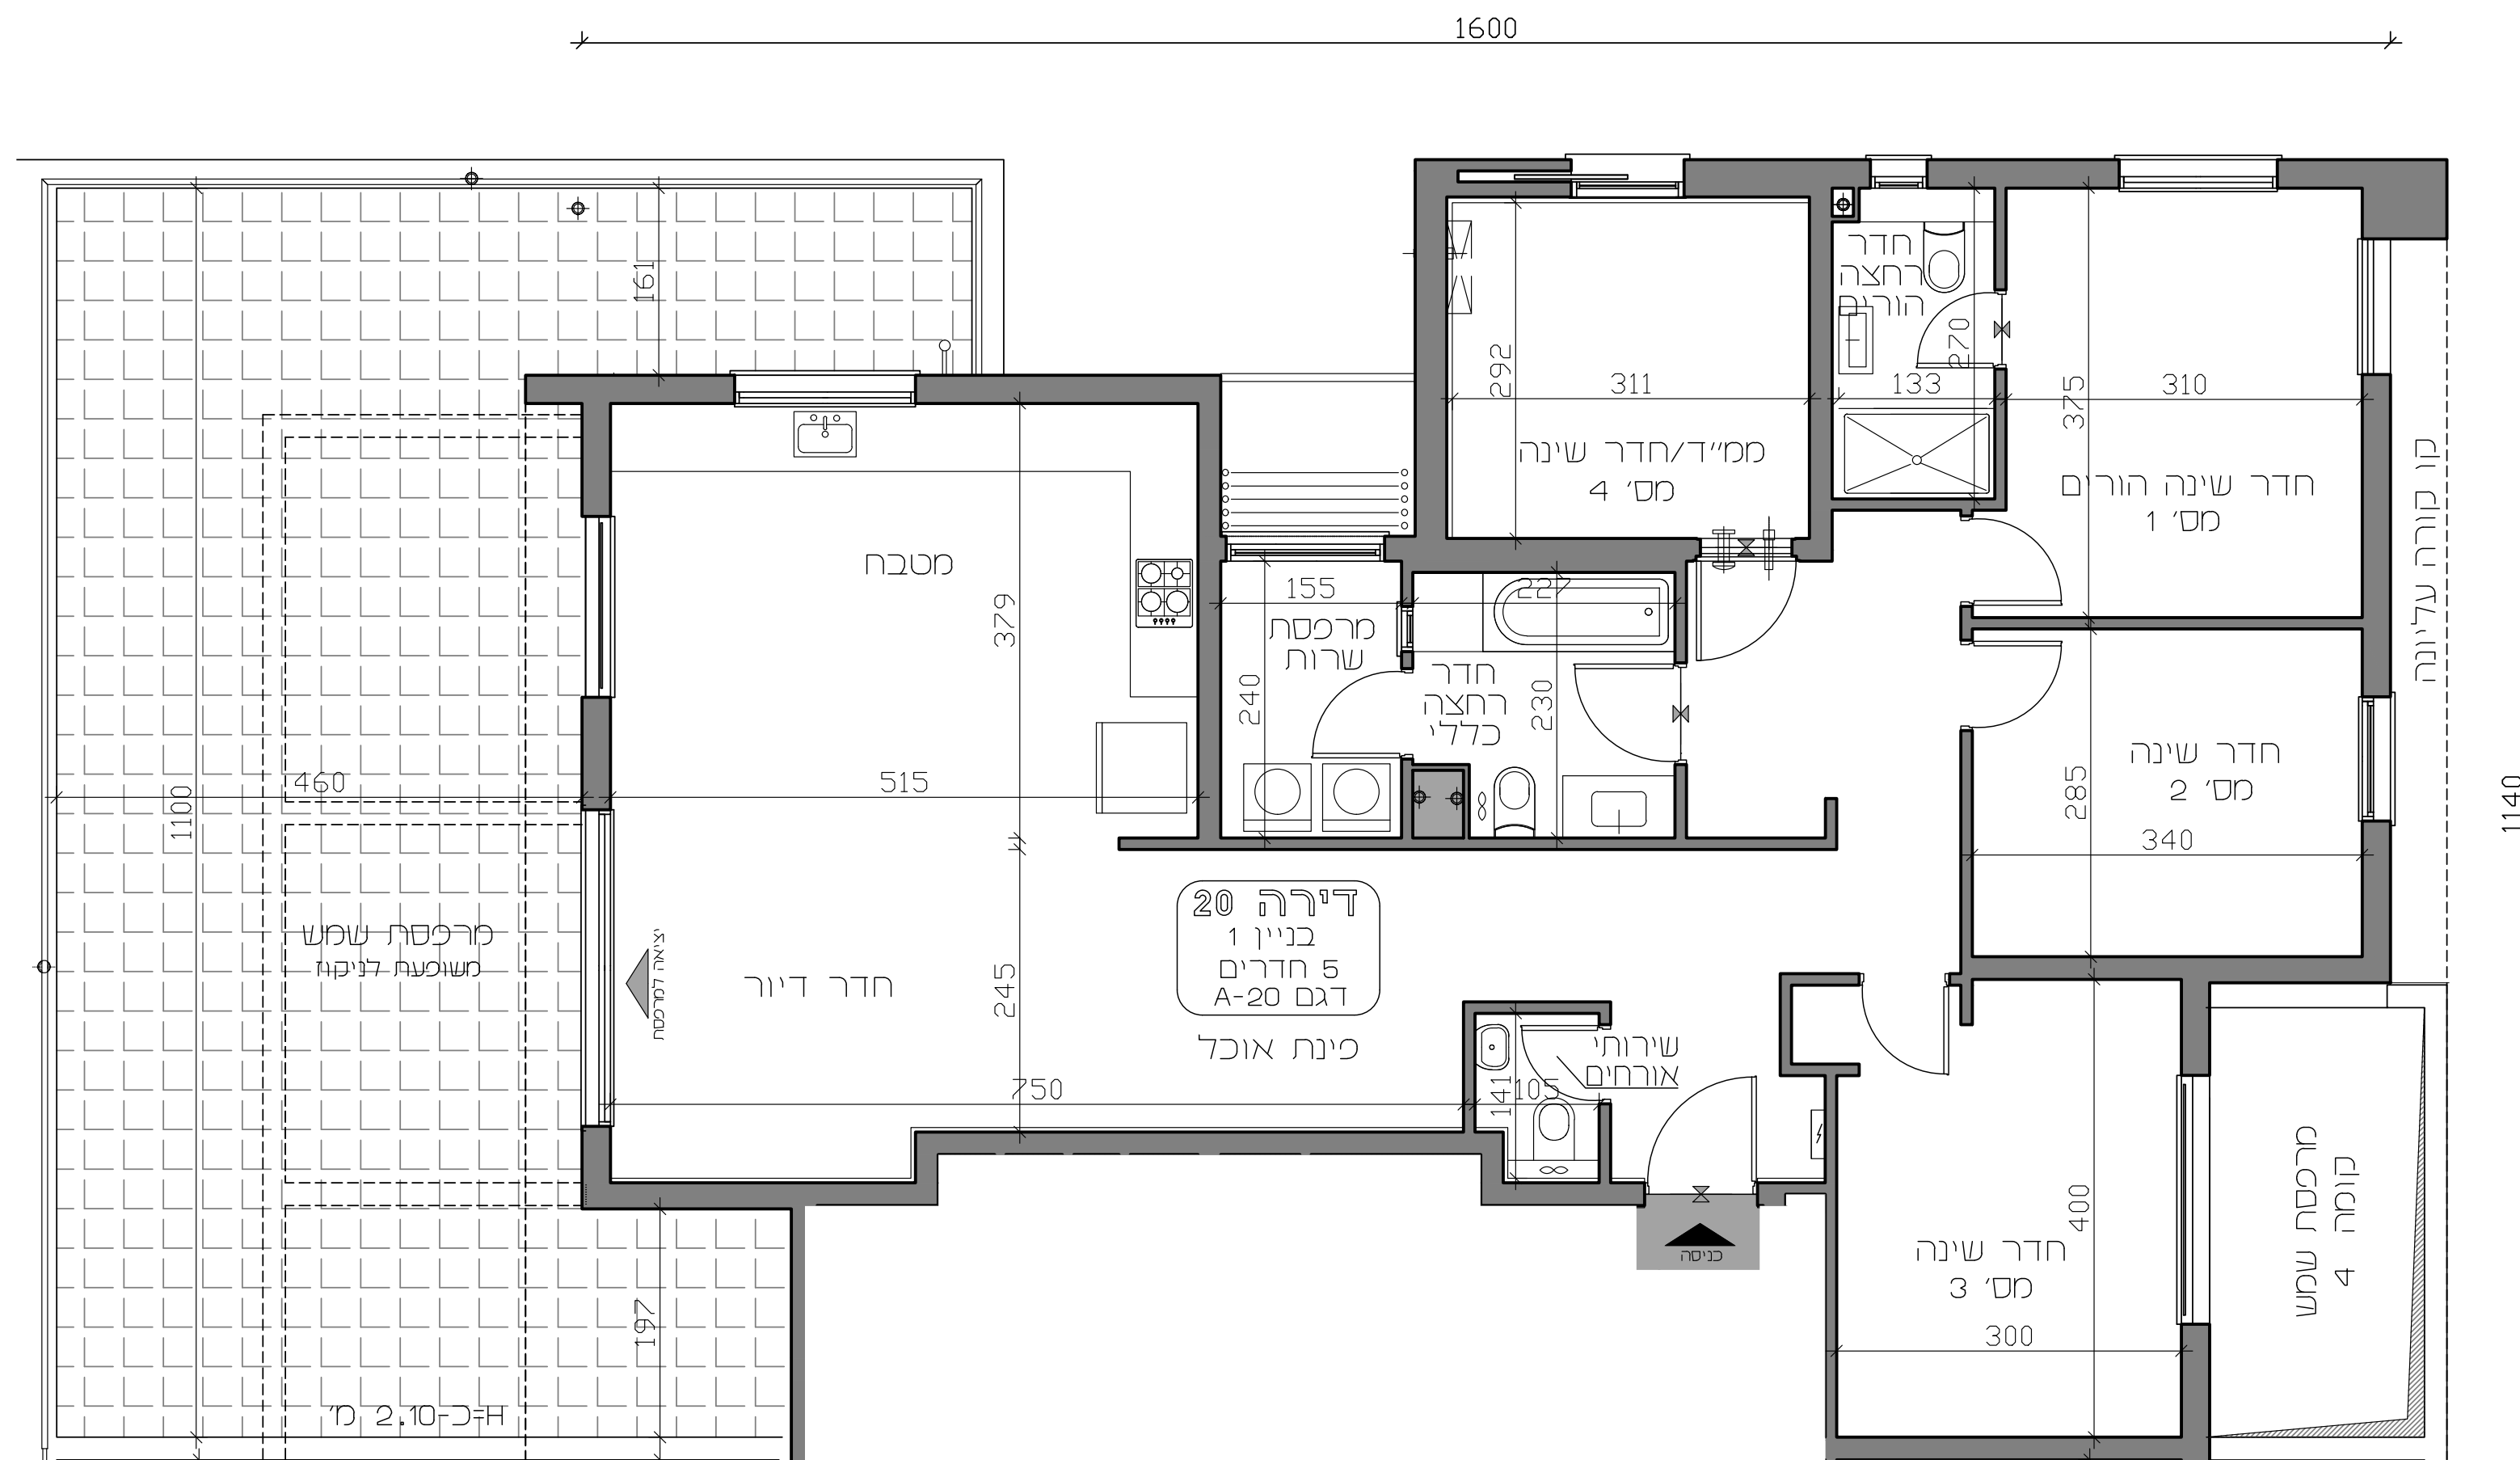 1600
161
חדר
רחצה
הורים
270
292
311
133
375
310
ממ״ד/חדר שינה
מס׳ 4
חדר שינה הורים
מס׳ 1
קו קורה עליונה
מטבח
379
155
227
מרפסת
שרות
240
חדר
רחצה
כללי
230
חדר שינה
מס׳ 2
285
340
1140
460
1100
515
מרפסת שמש
משופעת לניקוז
יציאה למרפסת
חדר דיור
245
דירה 20
בניין 1
5 חדרים
דגם A-20
פינת אוכל
שירותי
אורחים
750
141
105
כניסה
חדר שינה
מס׳ 3
400
300
מרפסת שמש
קומה 4
197
H=כ-2.10 מ׳